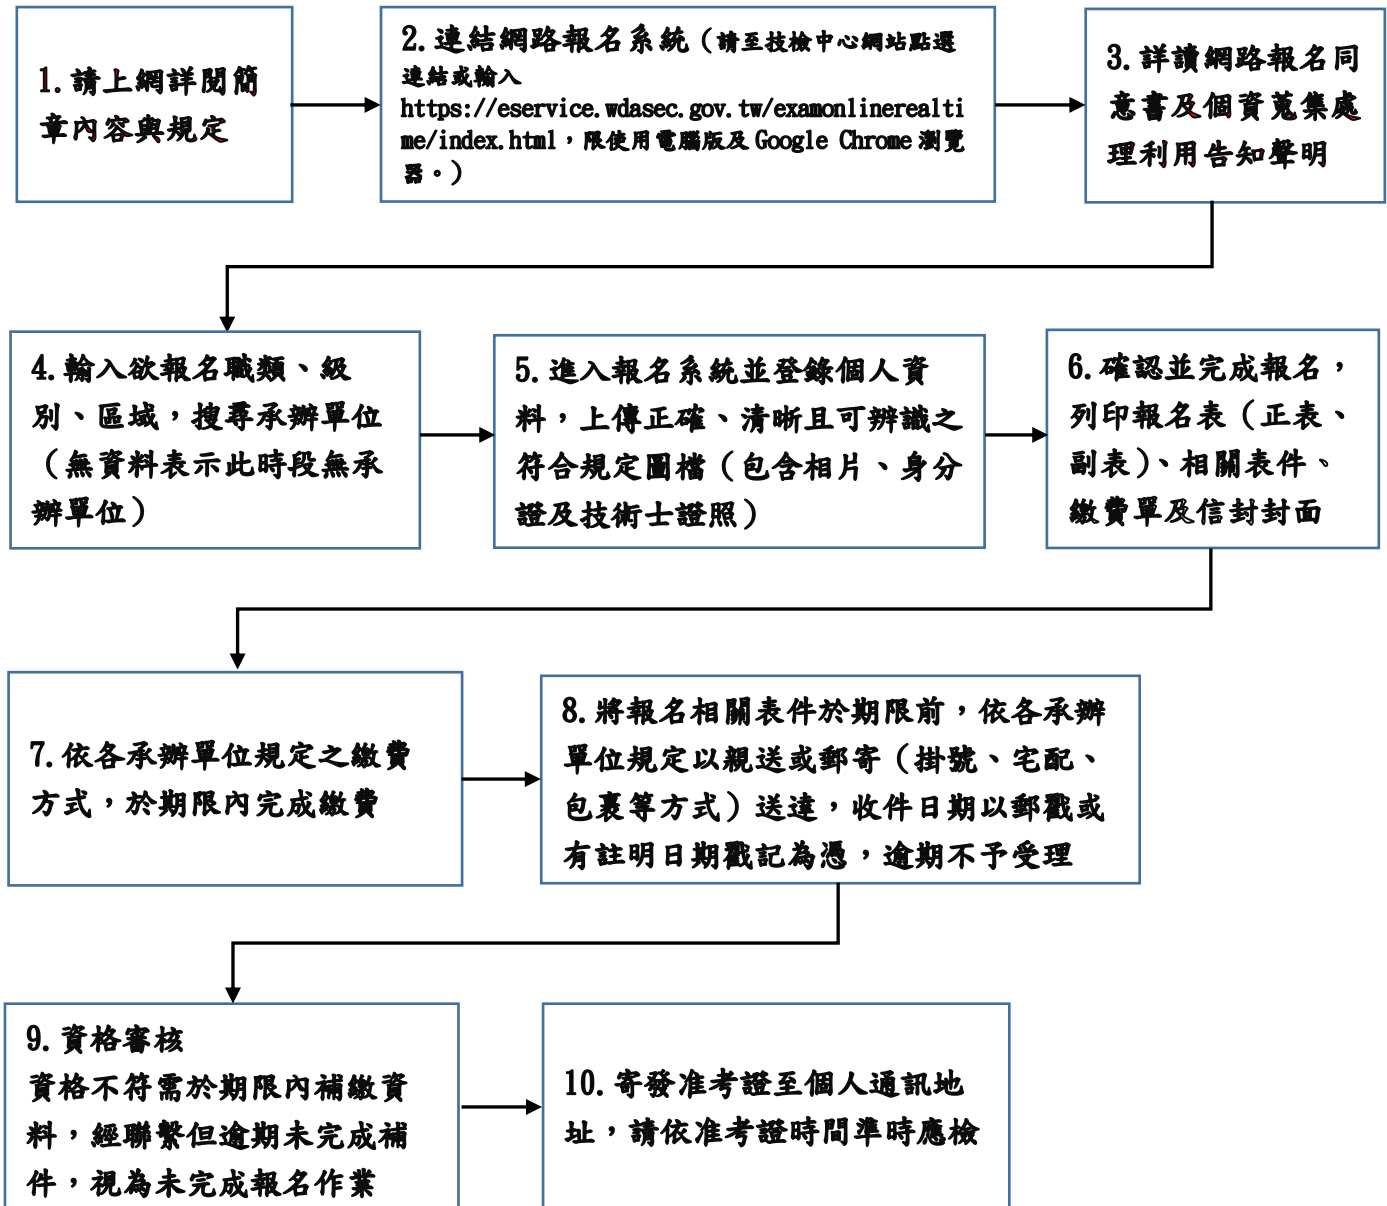 1.請上網詳閱簡
章內容與規定
2.連結網路報名系統（請至技檢中心網站點選
連結或輸入
https://eservice.wdasec.gov.tw/examonlinerealti
me/index.html，限使用電腦版及 Google Chrome 瀏覽
器。）
3.詳讀網路報名同
意書及個資蒐集處
理利用告知聲明
4.輸入欲報名職類、級
別、區域，搜尋承辦單位
（無資料表示此時段無承
辦單位）
5.進入報名系統並登錄個人資
料，上傳正確、清晰且可辨識之
符合規定圖檔（包含相片、身分
證及技術士證照）
6.確認並完成報名，
列印報名表（正表、
副表）、相關表件、
繳費單及信封封面
7.依各承辦單位規定之繳費
方式，於期限內完成繳費
8.將報名相關表件於期限前，依各承辦
單位規定以親送或郵寄（掛號、宅配、
包裹等方式）送達，收件日期以郵戳或
有註明日期戳記為憑，逾期不予受理
9.資格審核
資格不符需於期限內補繳資
料，經聯繫但逾期未完成補
件，視為未完成報名作業
10.寄發准考證至個人通訊地
址，請依准考證時間準時應檢